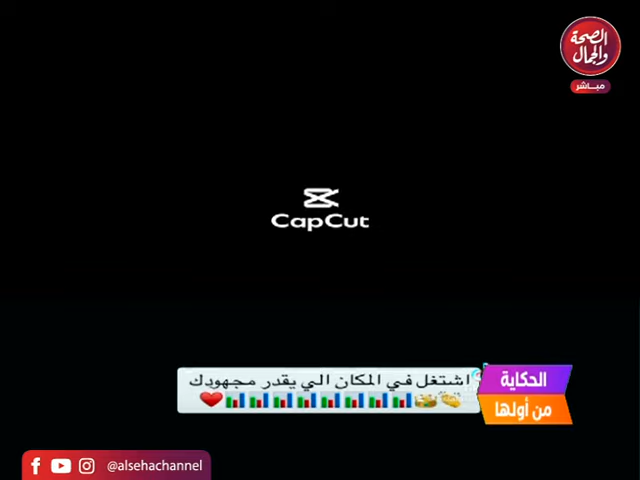 الصحة
والجمال
مباشر
CapCut
اشتغل في المكان الي يقدر مجهودك
👏👑📊📊📊📊📊📊📊📊❤️
الحكاية
من أولها
@alsehachannel